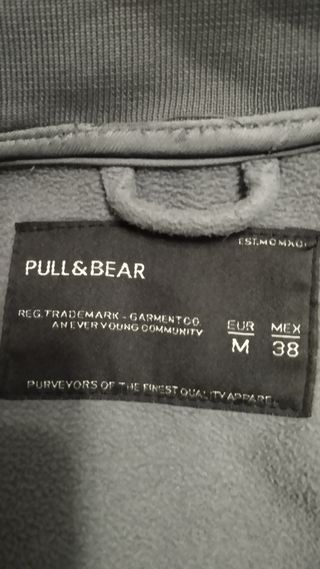 EST.MCMXCI
PULL&BEAR
REG.TRADEMARK - GARMENT CO
AN EVER YOUNG COMMUNITY
EUR MEX
M 38
PURVEYORS OF THE FINEST QUALITY APPAREL